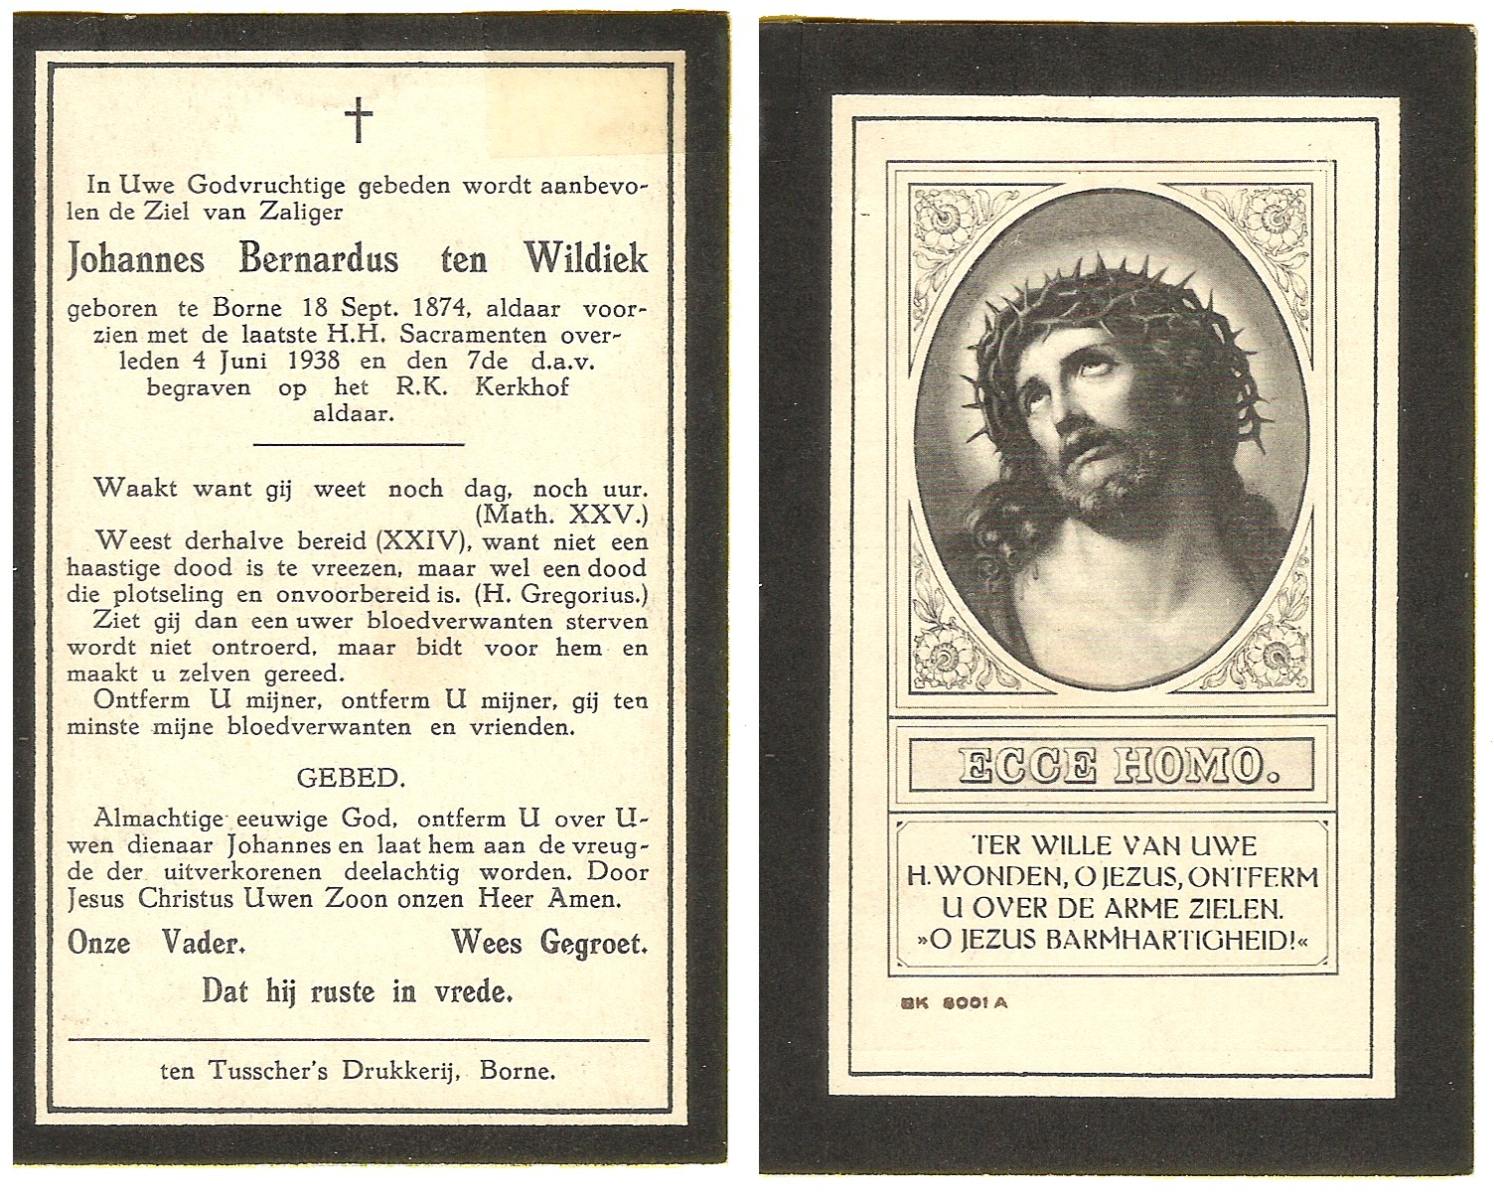 In Uwe Godvruchtige gebeden wordt aanbevo-
len de Ziel van Zaliger
Johannes Bernardus ten Wildiek
geboren te Borne 18 Sept. 1874, aldaar voor-
zien met de laatste H.H. Sacramenten over-
leden 4 Juni 1938 en den 7de d.a.v.
begraven op het R.K. Kerkhof
aldaar.
Waakt want gij weet noch dag, noch uur.
(Math. XXV.)
Weest derhalve bereid (XXIV), want niet een
haastige dood is te vreezen, maar wel een dood
die plotseling en onvoorbereid is. (H. Gregorius.)
Ziet gij dan een uwer bloedverwanten sterven
wordt niet ontroerd, maar bidt voor hem en
maakt u zelven gereed.
Ontferm U mijner, ontferm U mijner, gij ten
minste mijne bloedverwanten en vrienden.
GEBED.
Almachtige eeuwige God, ontferm U over U-
wen dienaar Johannes en laat hem aan de vreug-
de der uitverkorenen deelachtig worden. Door
Jesus Christus Uwen Zoon onzen Heer Amen.
Onze Vader. Wees Gegroet.
Dat hij ruste in vrede.
ten Tusscher's Drukkerij, Borne.
ECCE HOMO.
TER WILLE VAN UWE
H. WONDEN, O JEZUS, ONTFERM
U OVER DE ARME ZIELEN.
»O JEZUS BARMHARTIGHEID!«
BK 6001 A